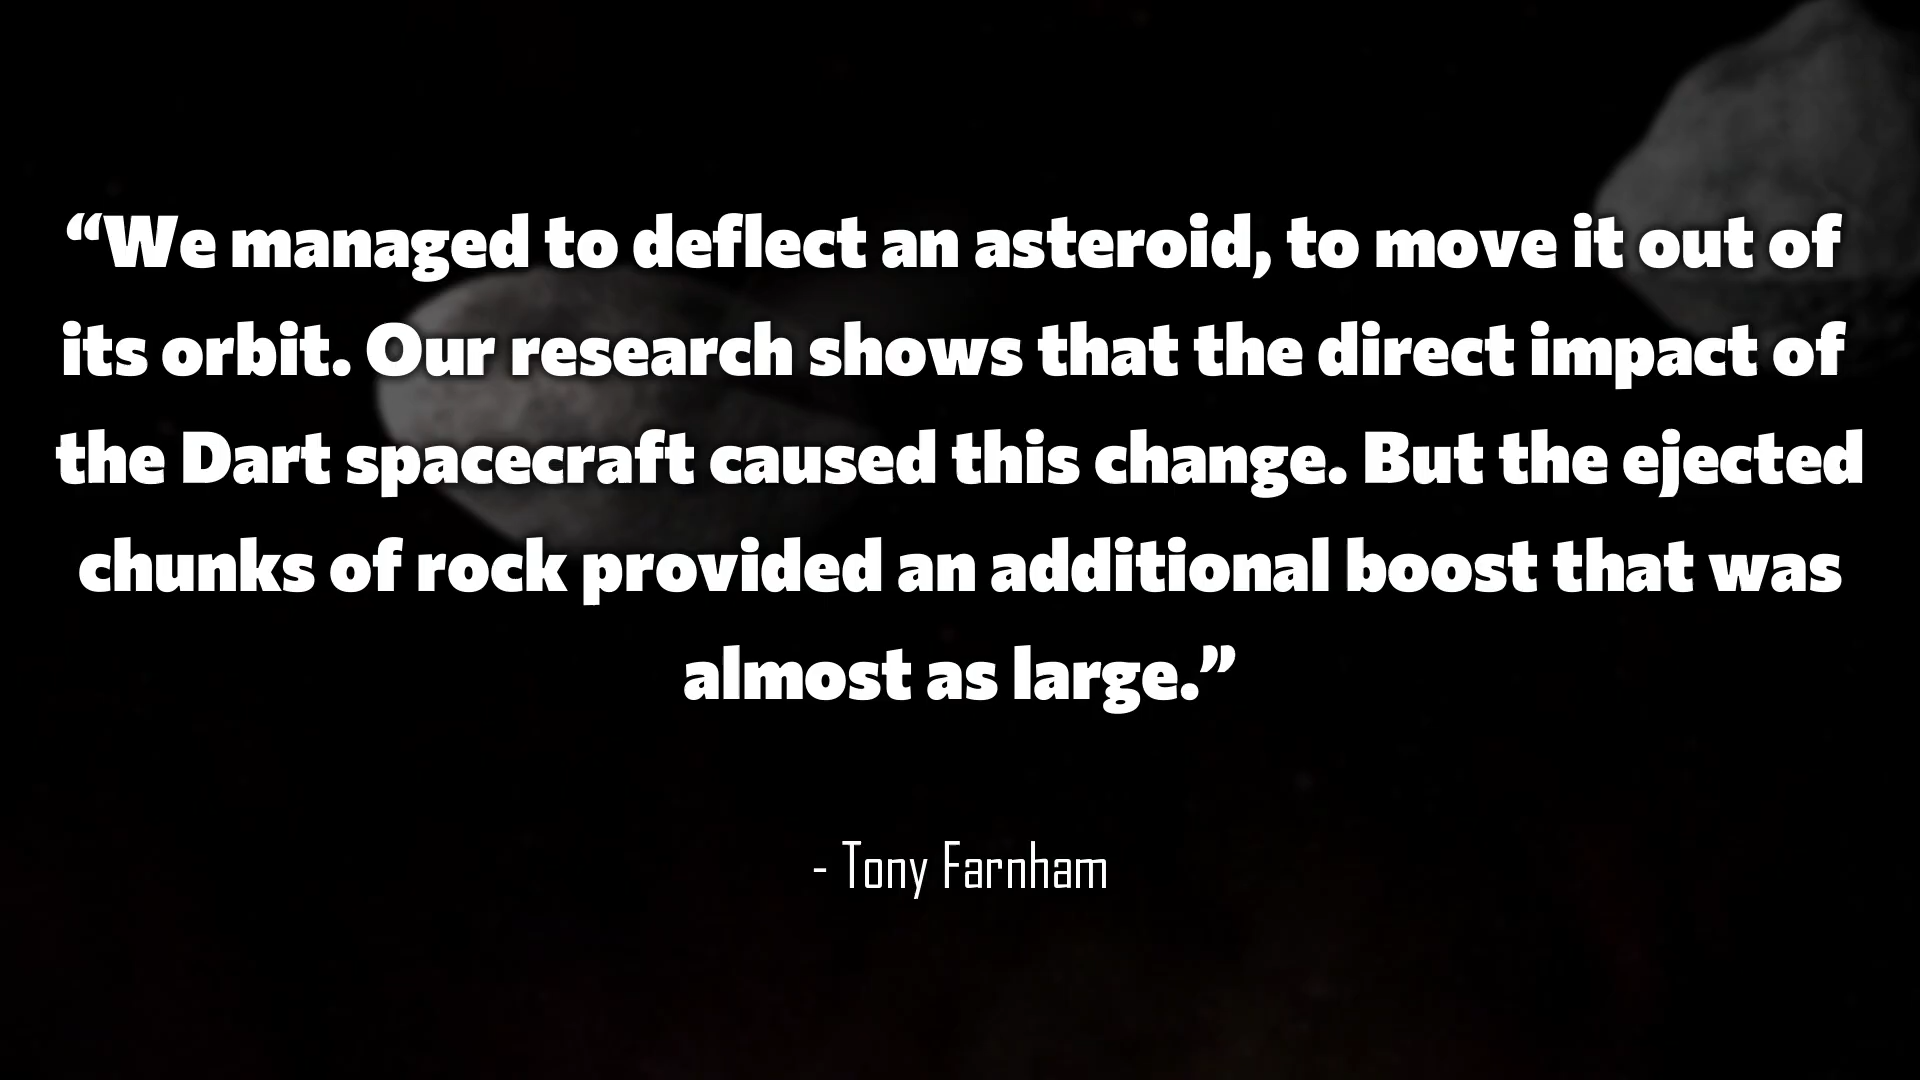 “We managed to deflect an asteroid, to move it out of
its orbit. Our research shows that the direct impact of
the Dart spacecraft caused this change. But the ejected
chunks of rock provided an additional boost that was
almost as large.”
- Tony Farnham